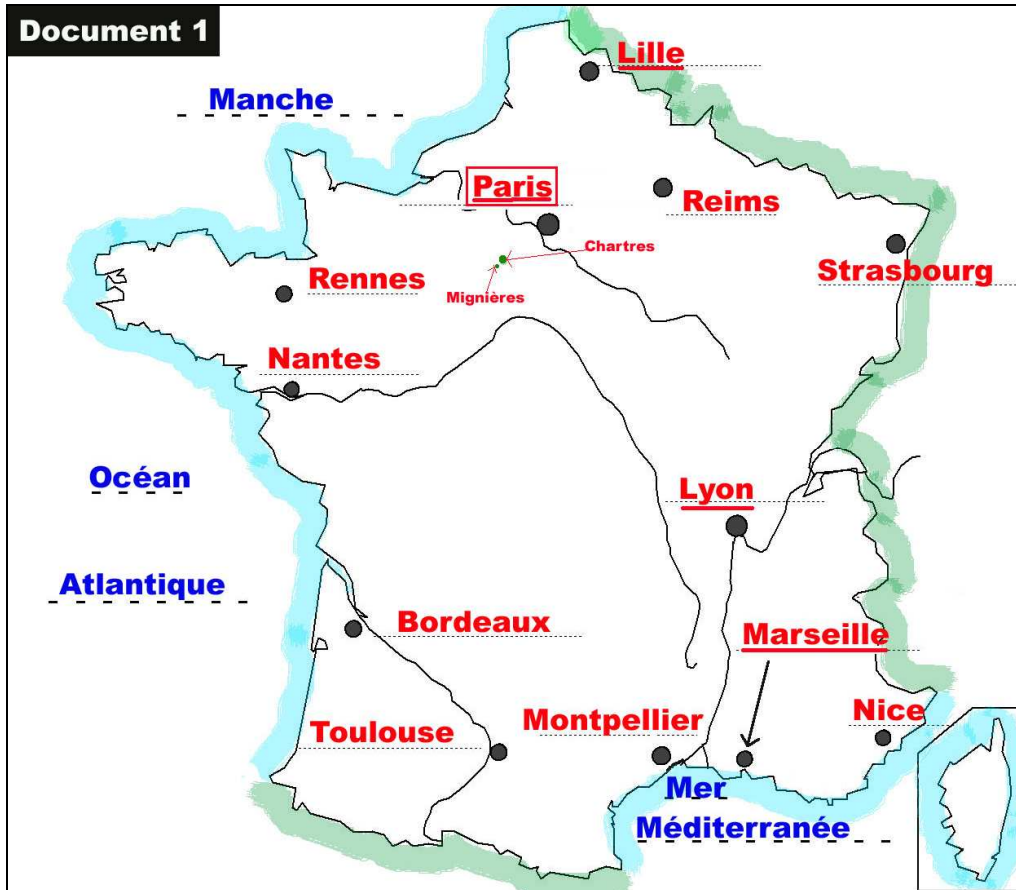 Document 1
Lille
Manche
Paris
Reims
Chartres
Strasbourg
Rennes
Mignières
Nantes
Océan
Lyon
Atlantique
Bordeaux
Marseille
Nice
Montpellier
Toulouse
Mer
Méditerranée